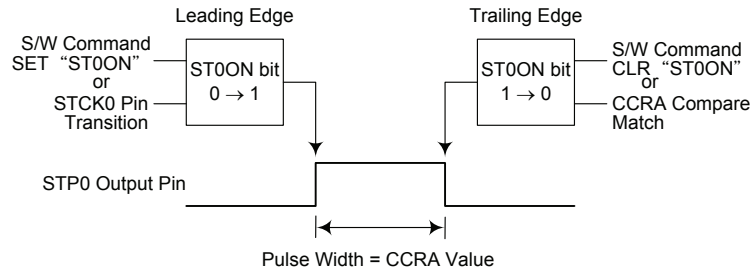 Leading Edge
S/W Command
SET “ST0ON”
or
STCK0 Pin
Transition
ST0ON bit
0 → 1
Trailing Edge
ST0ON bit
1 → 0
S/W Command
CLR “ST0ON”
or
CCRA Compare
Match
STP0 Output Pin
Pulse Width = CCRA Value